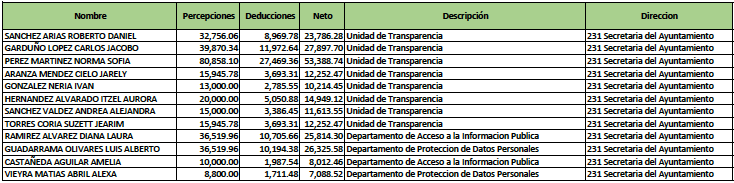 Nombre Percepciones Deducciones Neto Descripción Direccion
SANCHEZ ARIAS ROBERTO DANIEL 32,756.06 8,969.78 23,786.28 Unidad de Transparencia 231 Secretaria del Ayuntamiento
GARDUÑO LOPEZ CARLOS JACOBO 39,870.34 11,972.64 27,897.70 Unidad de Transparencia 231 Secretaria del Ayuntamiento
PEREZ MARTINEZ NORMA SOFIA 80,858.10 27,469.36 53,388.74 Unidad de Transparencia 231 Secretaria del Ayuntamiento
ARANZA MENDEZ CIELO JARELY 15,945.78 3,693.31 12,252.47 Unidad de Transparencia 231 Secretaria del Ayuntamiento
GONZALEZ NERIA IVAN 13,000.00 2,785.55 10,214.45 Unidad de Transparencia 231 Secretaria del Ayuntamiento
HERNANDEZ ALVARADO ITZEL AURORA 20,000.00 5,050.88 14,949.12 Unidad de Transparencia 231 Secretaria del Ayuntamiento
SANCHEZ VALDEZ ANDREA ALEJANDRA 15,000.00 3,386.45 11,613.55 Unidad de Transparencia 231 Secretaria del Ayuntamiento
TORRES CORIA SUZETT JEARIM 15,945.78 3,693.31 12,252.47 Unidad de Transparencia 231 Secretaria del Ayuntamiento
RAMIREZ ALVAREZ DIANA LAURA 36,519.96 10,705.66 25,814.30 Departamento de Acceso a la Informacion Publica 231 Secretaria del Ayuntamiento
GUADARRAMA OLIVARES LUIS ALBERTO 36,519.96 10,194.38 26,325.58 Departamento de Proteccion de Datos Personales 231 Secretaria del Ayuntamiento
CASTAÑEDA AGUILAR AMELIA 10,000.00 1,987.54 8,012.46 Departamento de Acceso a la Informacion Publica 231 Secretaria del Ayuntamiento
VIEYRA MATIAS ABRIL ALEXA 8,800.00 1,711.48 7,088.52 Departamento de Proteccion de Datos Personales 231 Secretaria del Ayuntamiento